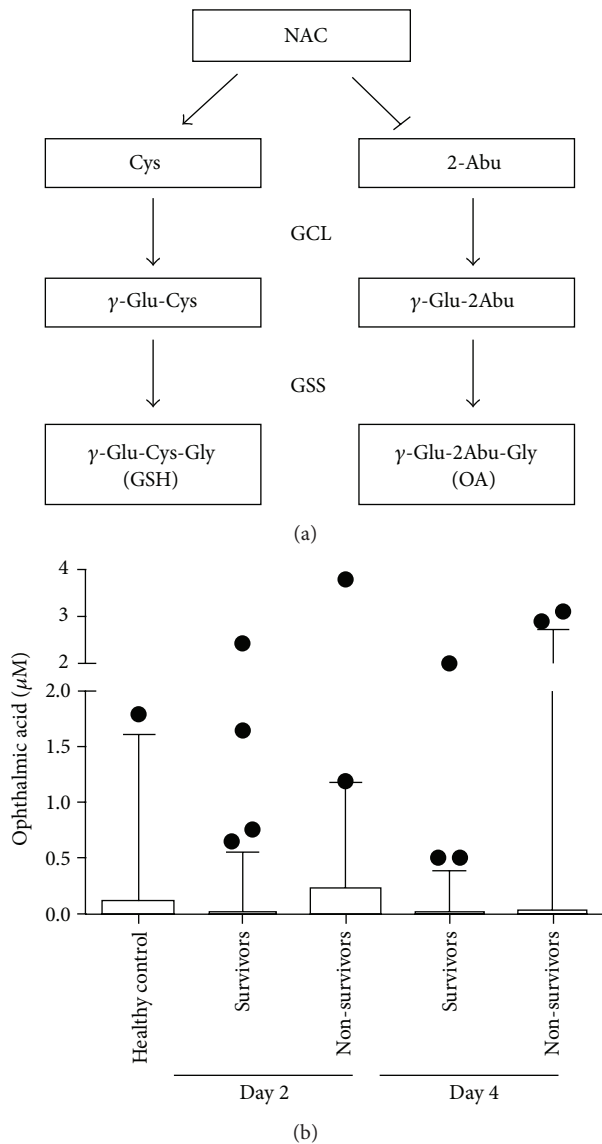 NAC
Cys
2-Abu
GCL
γ-Glu-Cys
γ-Glu-2Abu
GSS
γ-Glu-Cys-Gly
(GSH)
γ-Glu-2Abu-Gly
(OA)
(a)
Ophthalmic acid (μM)
4
3
2
2.0
1.5
1.0
0.5
0.0
Healthy control
Survivors
Non-survivors
Survivors
Non-survivors
Day 2
Day 4
(b)